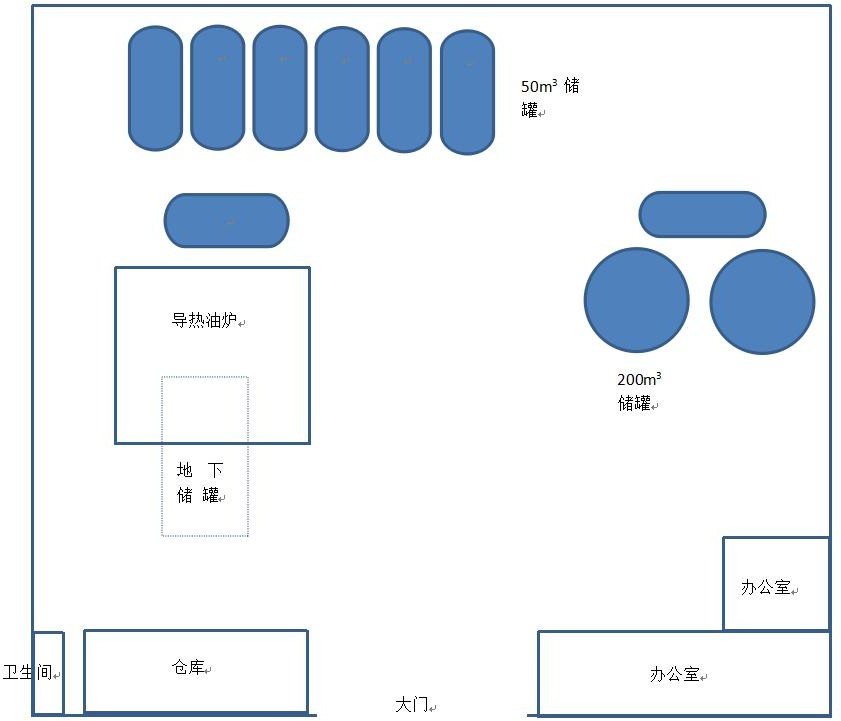 50m³ 储
罐
导热油炉
200m³
储罐
地 下
储 罐
办公室
卫生间
仓库
办公室
大门